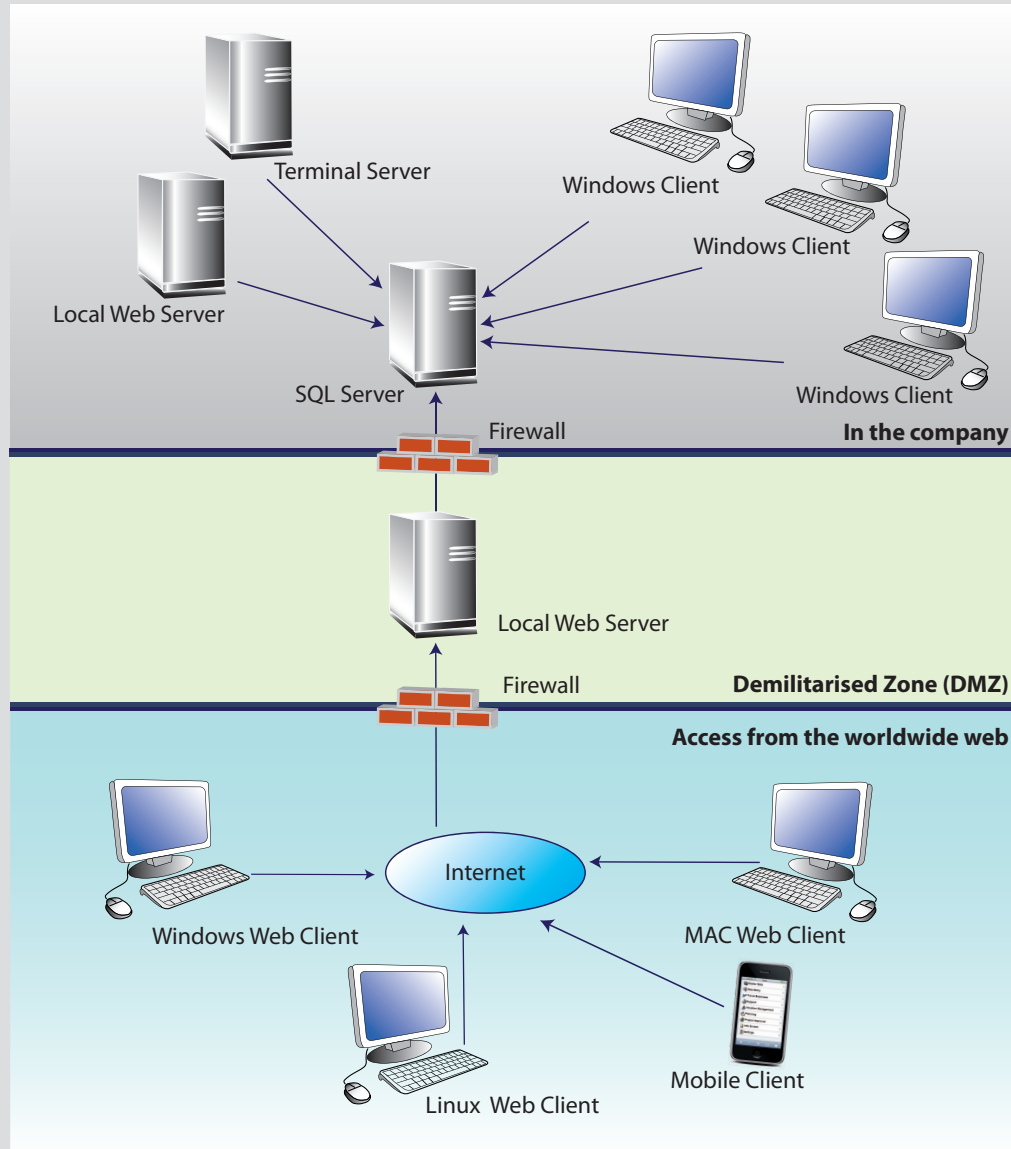 Terminal Server
Windows Client
Windows Client
Local Web Server
SQL Server
Windows Client
Firewall
In the company
Local Web Server
Firewall
Demilitarised Zone (DMZ)
Access from the worldwide web
Internet
Windows Web Client
MAC Web Client
Mobile Client
Linux  Web Client